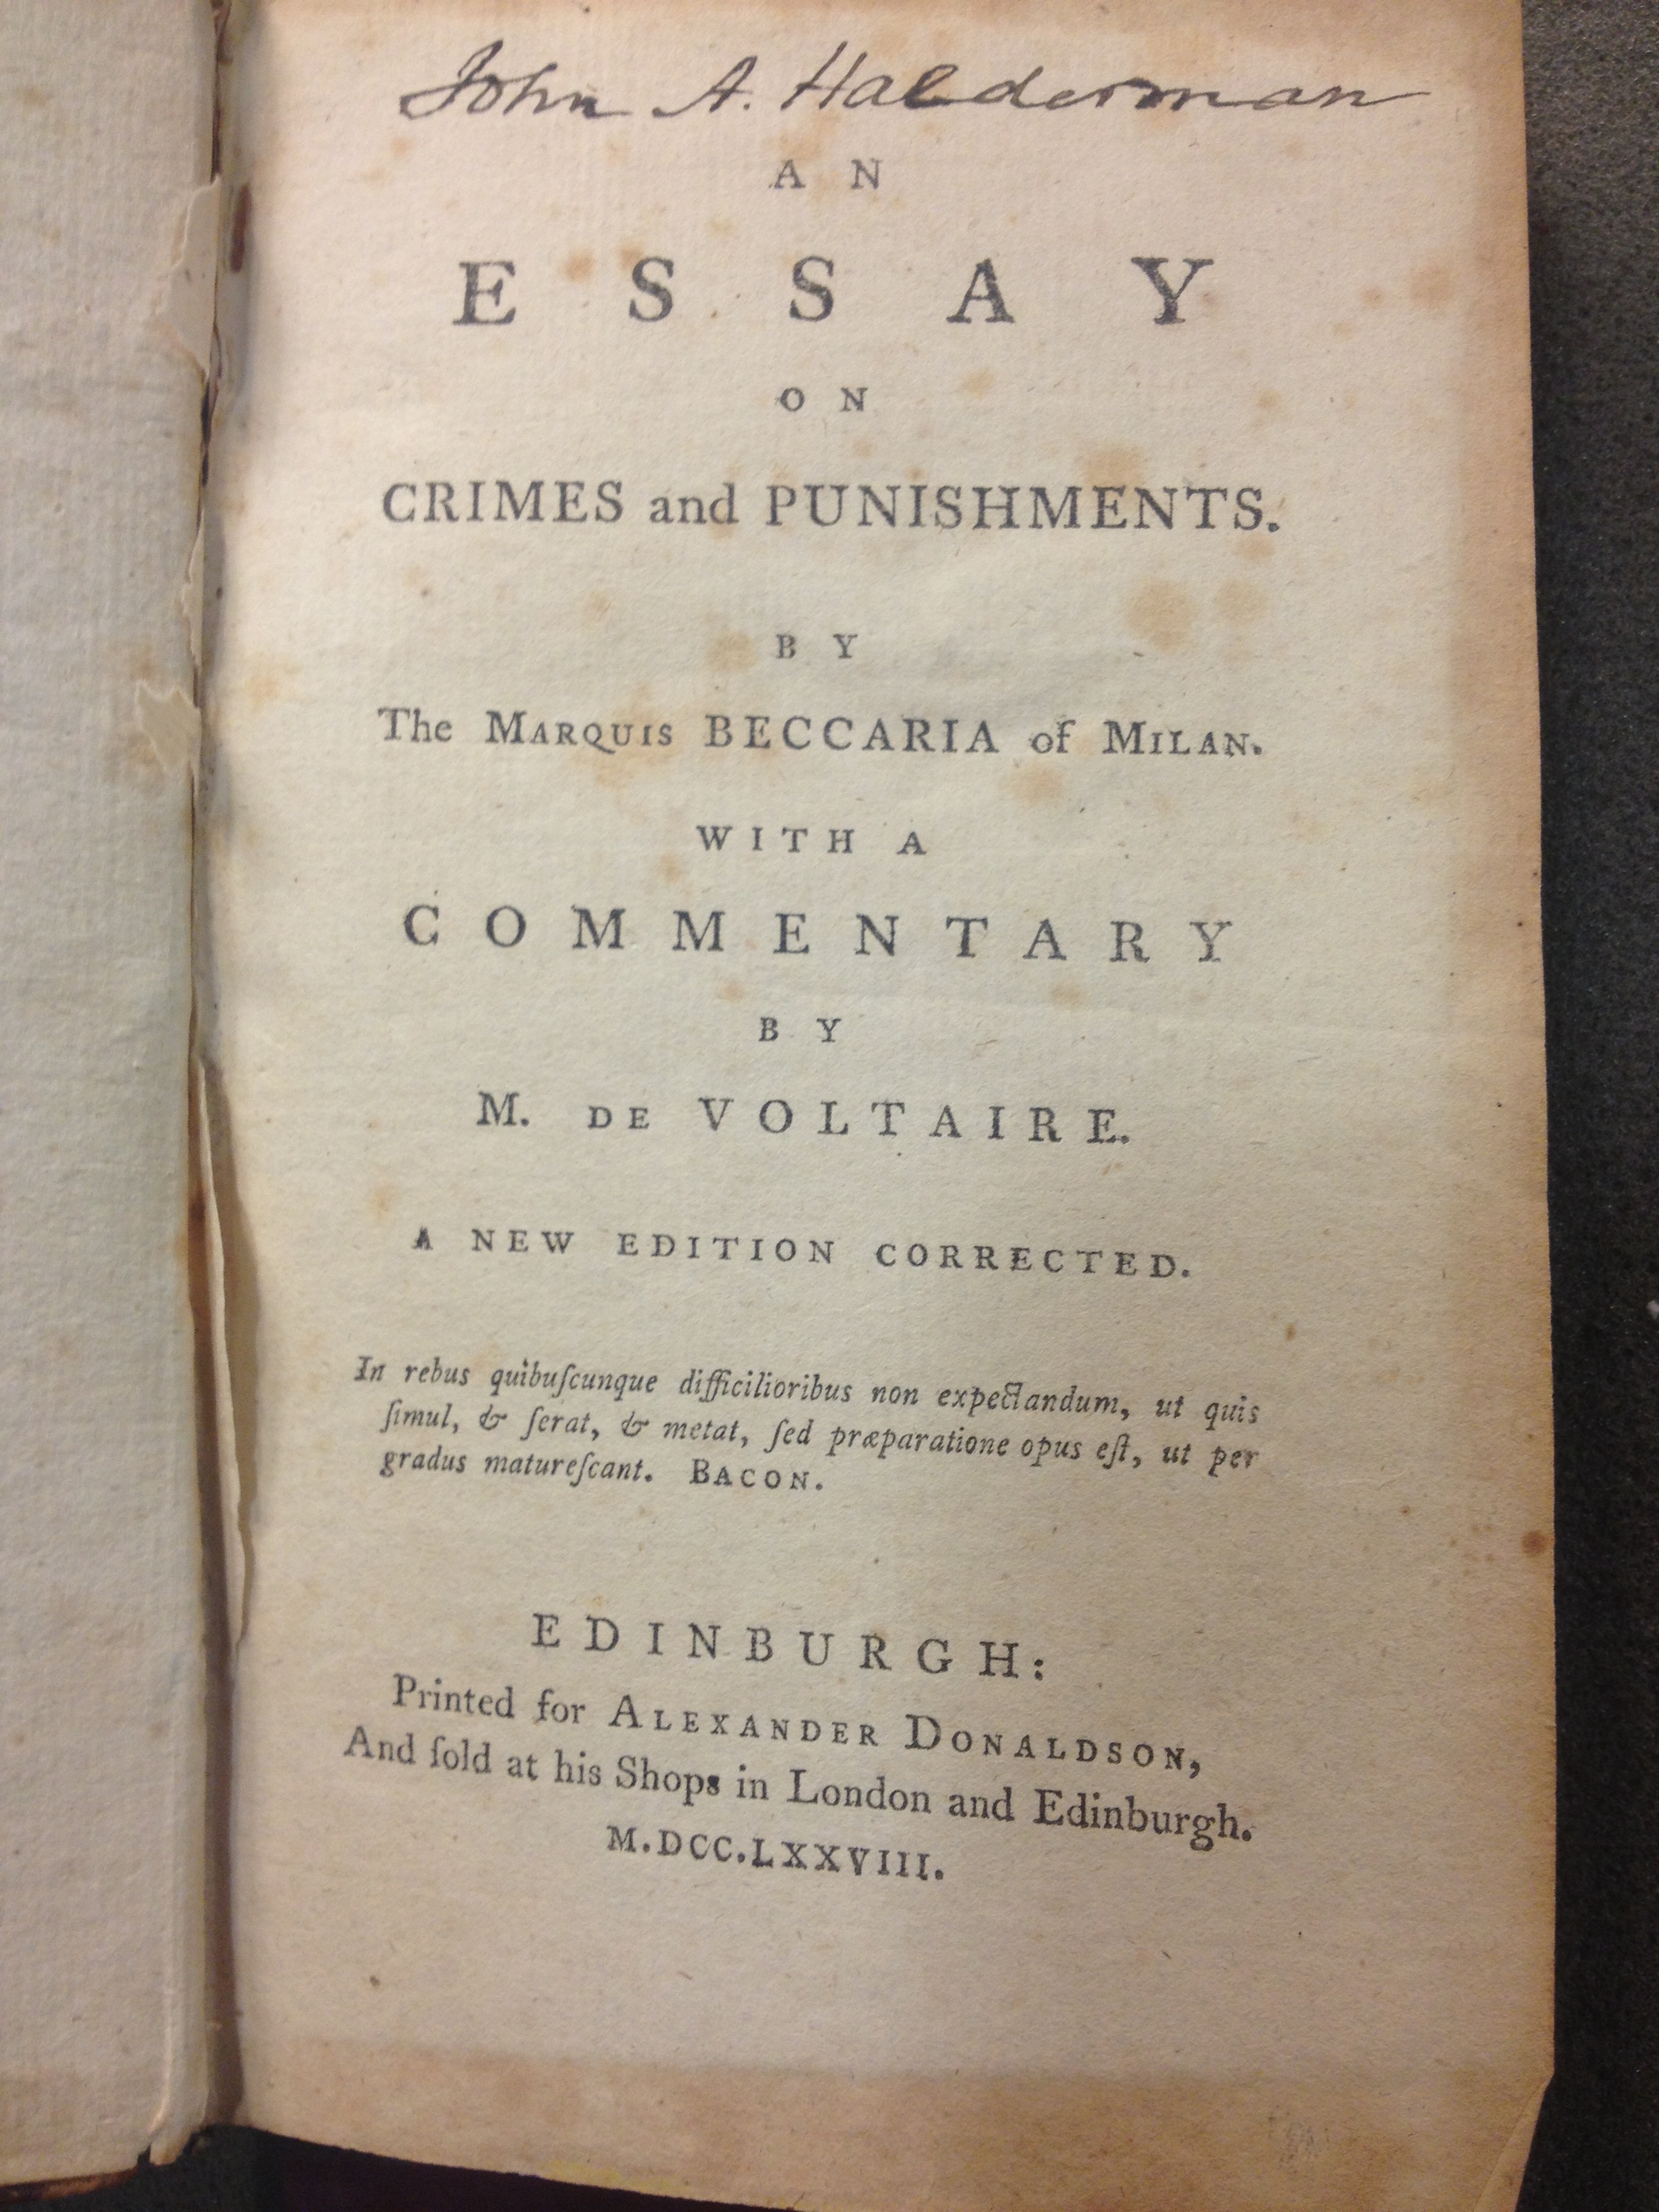 John A. Halderman
AN
ESSAY
ON
CRIMES and PUNISHMENTS.
BY
The MARQUIS BECCARIA of MILAN.
WITH A
COMMENTARY
BY
M. DE VOLTAIRE.
A NEW EDITION CORRECTED.
In rebus quibuſcunque difficilioribus non expectandum, ut quis
ſimul, & ſerat, & metat, ſed præparatione opus eſt, ut per
gradus matureſcant. BACON.
EDINBURGH:
Printed for ALEXANDER DONALDSON,
And ſold at his Shops in London and Edinburgh.
M.DCC.LXXVIII.